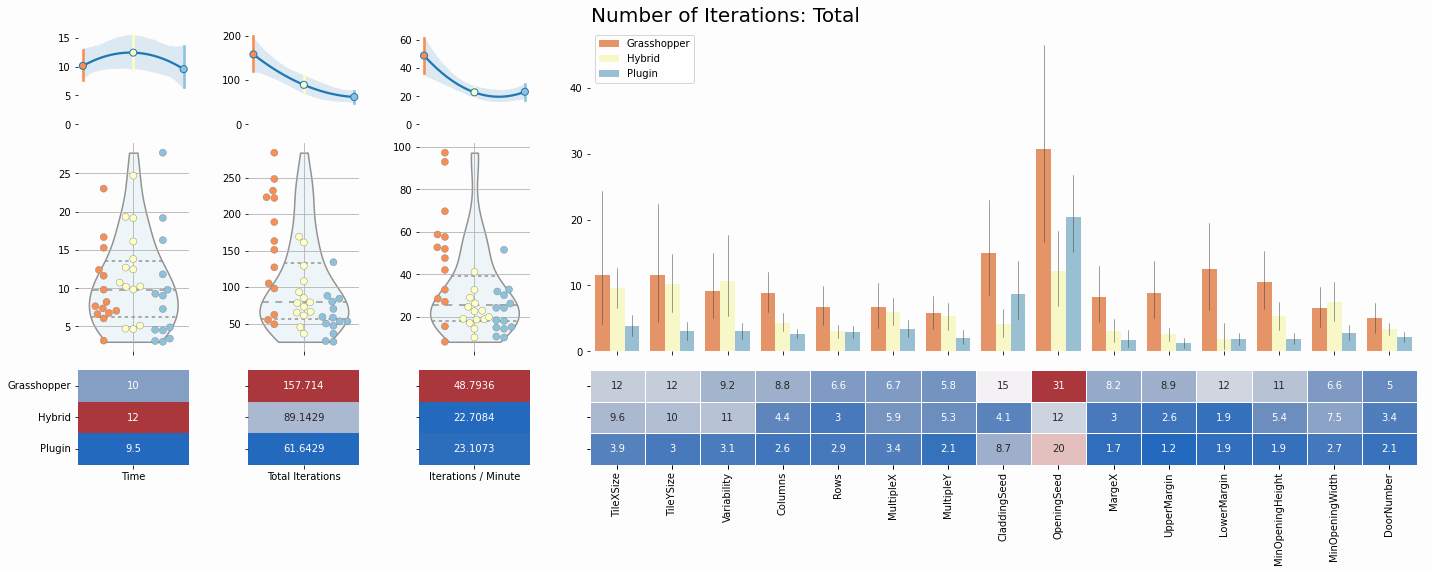 Number of Iterations: Total
Grasshopper
Hybrid
Plugin
15
10
5
0
200
100
0
60
40
20
0
40
30
20
10
0
25
20
15
10
5
250
200
150
100
50
100
80
60
40
20
Grasshopper 10 157.714 48.7936 12 12 9.2 8.8 6.6 6.7 5.8 15 31 8.2 8.9 12 11 6.6 5
Hybrid 12 89.1429 22.7084 9.6 10 11 4.4 3 5.9 5.3 4.1 12 3 2.6 1.9 5.4 7.5 3.4
Plugin 9.5 61.6429 23.1073 3.9 3 3.1 2.6 2.9 3.4 2.1 8.7 20 1.7 1.2 1.9 1.9 2.7 2.1
Time
Total Iterations
Iterations / Minute
TileXSize
TileYSize
Variability
Columns
Rows
MultipleX
MultipleY
CladdingSeed
OpeningSeed
MargeX
UpperMargin
LowerMargin
MinOpeningHeight
MinOpeningWidth
DoorNumber